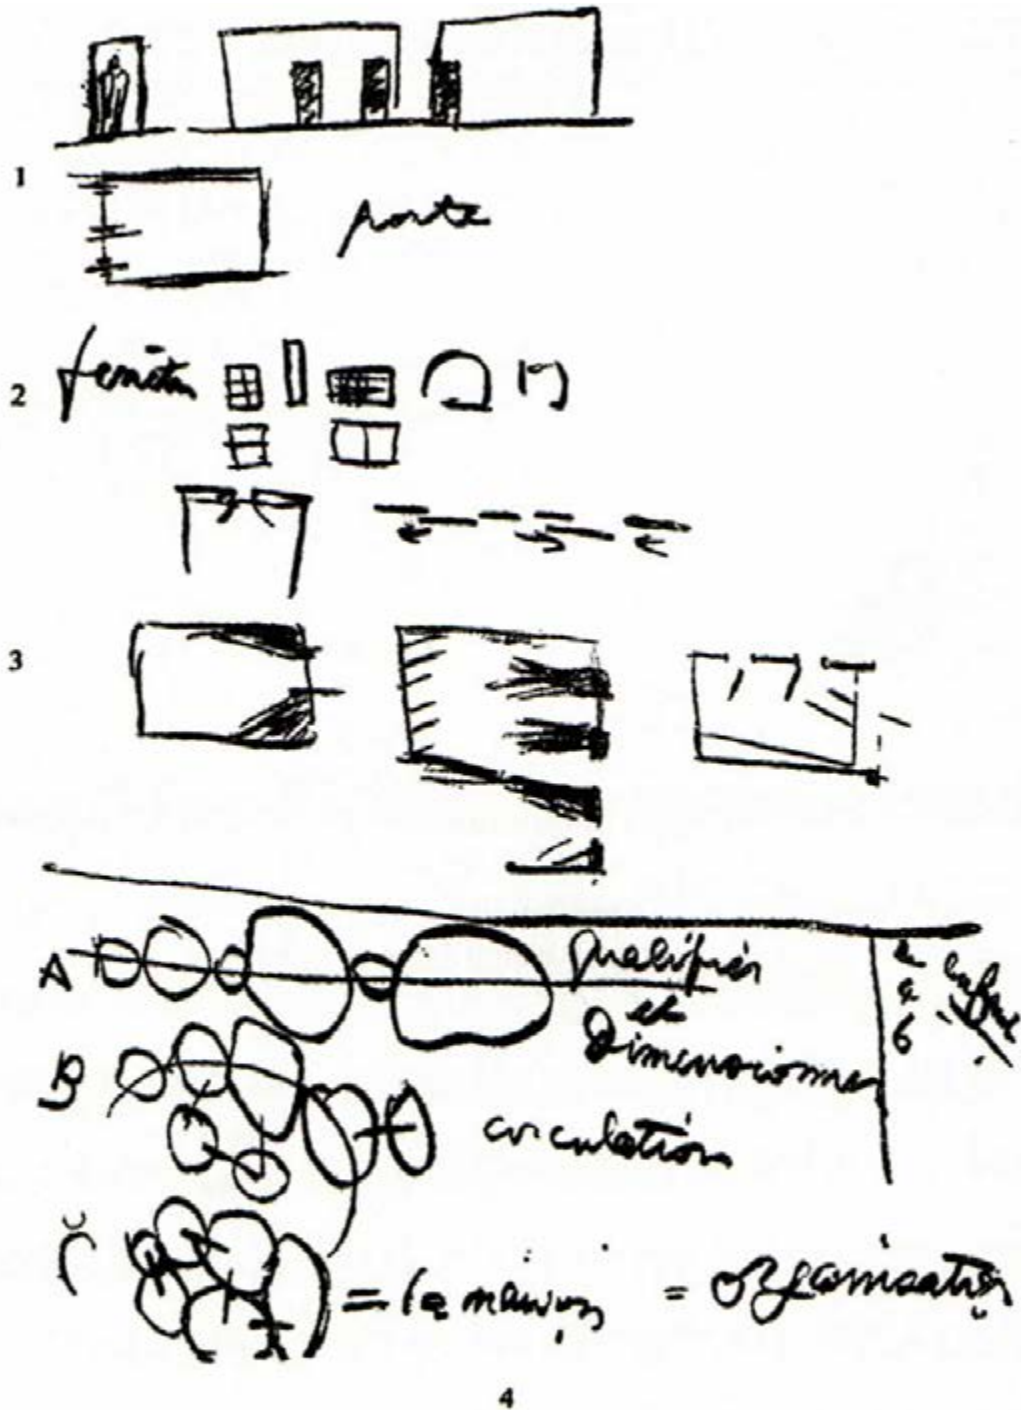 1
porte
2 fenêtre
3
A qualifier
et
Dimensionner
B circulation
C = la maison = organisation
4